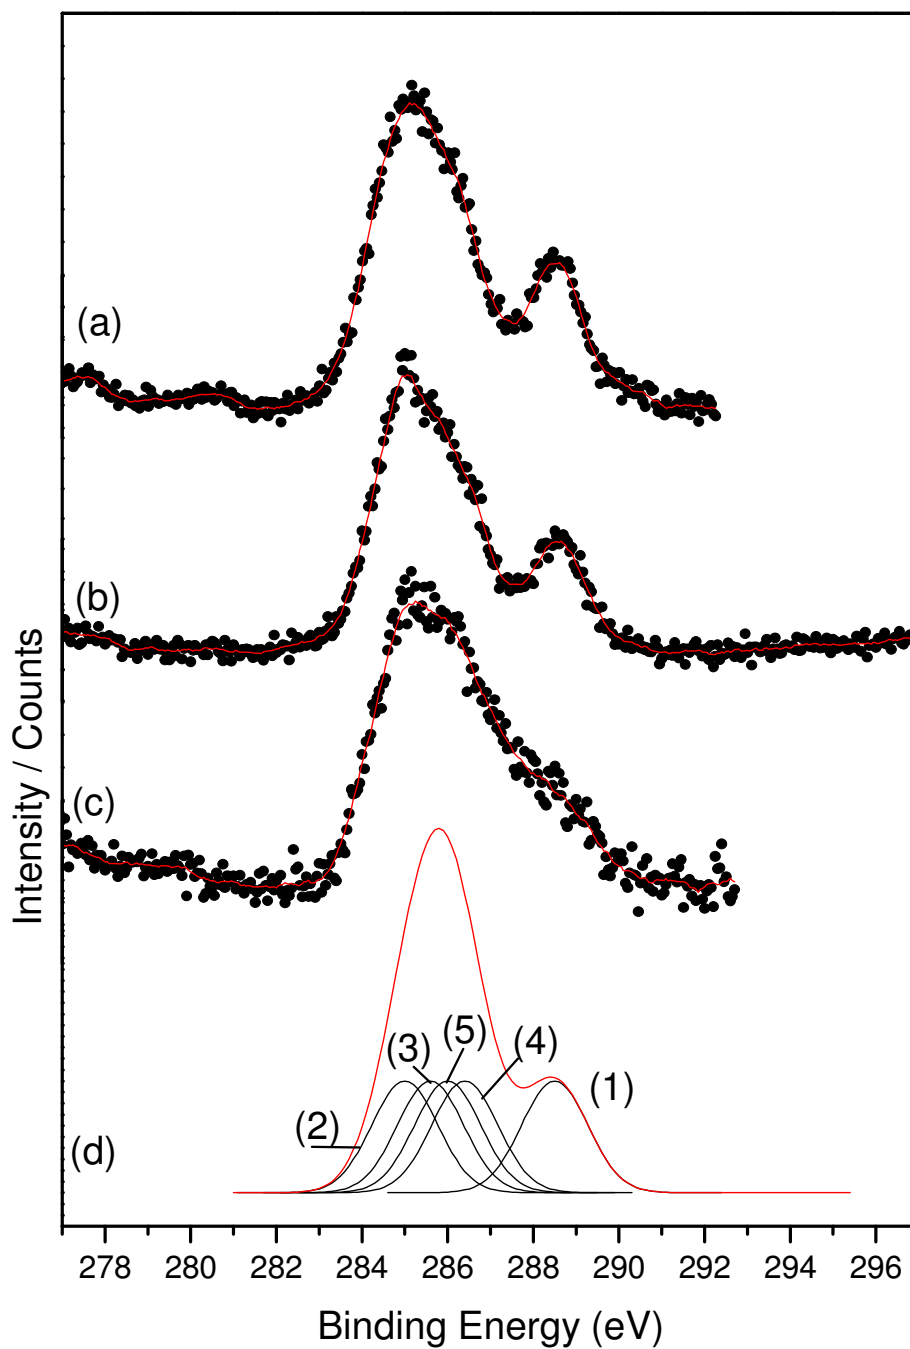 (a)
(b)
(c)
(5)
(3)
(4)
(1)
(2)
(d)
Intensity / Counts
278 280 282 284 286 288 290 292 294 296
Binding Energy (eV)